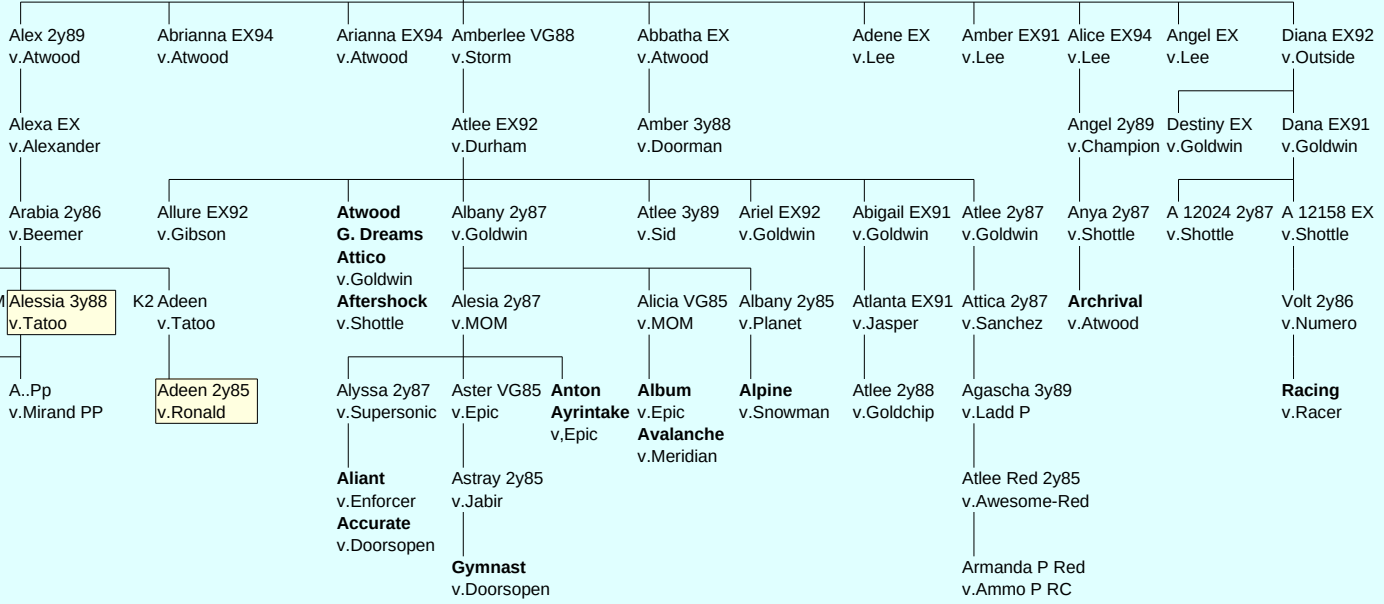 Alex 2y89
v.Atwood
Abrianna EX94
v.Atwood
Arianna EX94
v.Atwood
Amberlee VG88
v.Storm
Abbatha EX
v.Atwood
Adene EX
v.Lee
Amber EX91
v.Lee
Alice EX94
v.Lee
Angel EX
v.Lee
Diana EX92
v.Outside
Alexa EX
v.Alexander
Atlee EX92
v.Durham
Amber 3y88
v.Doorman
Angel 2y89
v.Champion
Destiny EX
v.Goldwin
Dana EX91
v.Goldwin
Arabia 2y86
v.Beemer
Allure EX92
v.Gibson
Atwood
G. Dreams
Attico
v.Goldwin
Aftershock
v.Shottle
Albany 2y87
v.Goldwin
Atlee 3y89
v.Sid
Ariel EX92
v.Goldwin
Abigail EX91
v.Goldwin
Atlee 2y87
v.Goldwin
Anya 2y87
v.Shottle
A 12024 2y87
v.Shottle
A 12158 EX
v.Shottle
Alessia 3y88
v.Tatoo
K2 Adeen
v.Tatoo
Alesia 2y87
v.MOM
Alicia VG85
v.MOM
Albany 2y85
v.Planet
Atlanta EX91
v.Jasper
Attica 2y87
v.Sanchez
Archrival
v.Atwood
Volt 2y86
v.Numero
A..Pp
v.Mirand PP
Adeen 2y85
v.Ronald
Alyssa 2y87
v.Supersonic
Aster VG85
v.Epic
Anton
Ayrintake
v,Epic
Album
v.Epic
Avalanche
v.Meridian
Alpine
v.Snowman
Atlee 2y88
v.Goldchip
Agascha 3y89
v.Ladd P
Racing
v.Racer
Aliant
v.Enforcer
Accurate
v.Doorsopen
Astray 2y85
v.Jabir
Atlee Red 2y85
v.Awesome-Red
Gymnast
v.Doorsopen
Armanda P Red
v.Ammo P RC